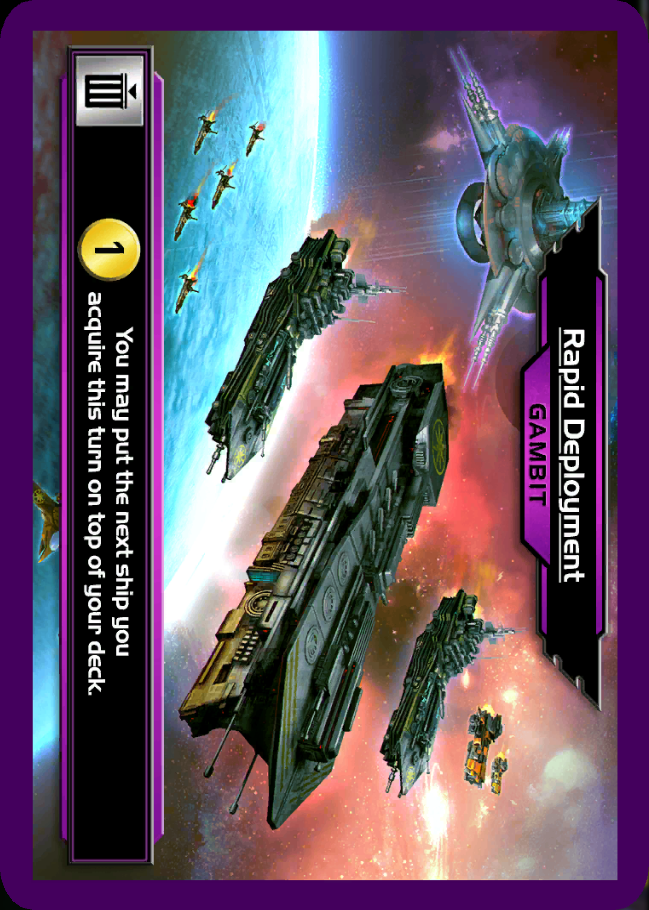 Rapid Deployment
GAMBIT
1
You may put the next ship you
acquire this turn on top of your deck.